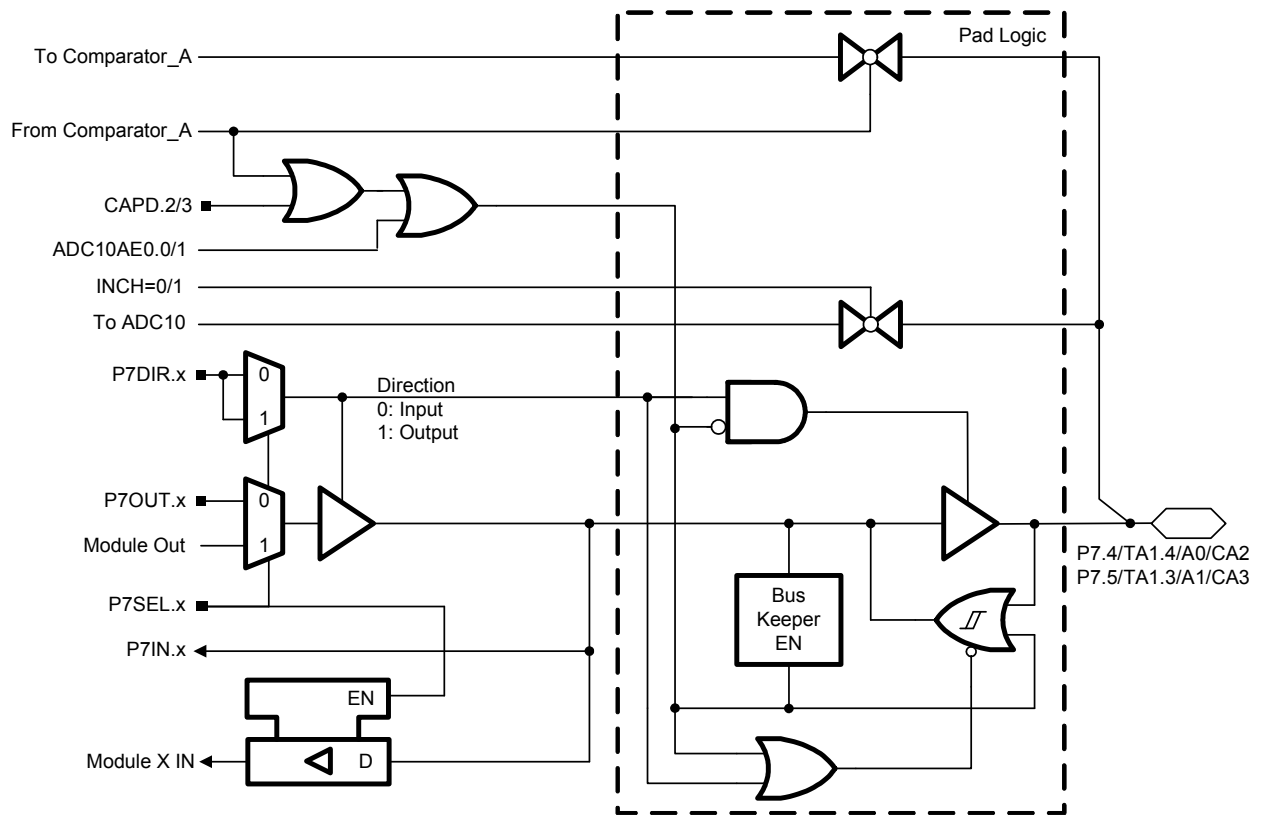 Pad Logic
To Comparator_A
From Comparator_A
CAPD.2/3
ADC10AE0.0/1
INCH=0/1
To ADC10
P7DIR.x
0
1
Direction
0: Input
1: Output
P7OUT.x
0
Module Out
1
P7SEL.x
P7IN.x
EN
Module X IN
D
Bus
Keeper
EN
P7.4/TA1.4/A0/CA2
P7.5/TA1.3/A1/CA3